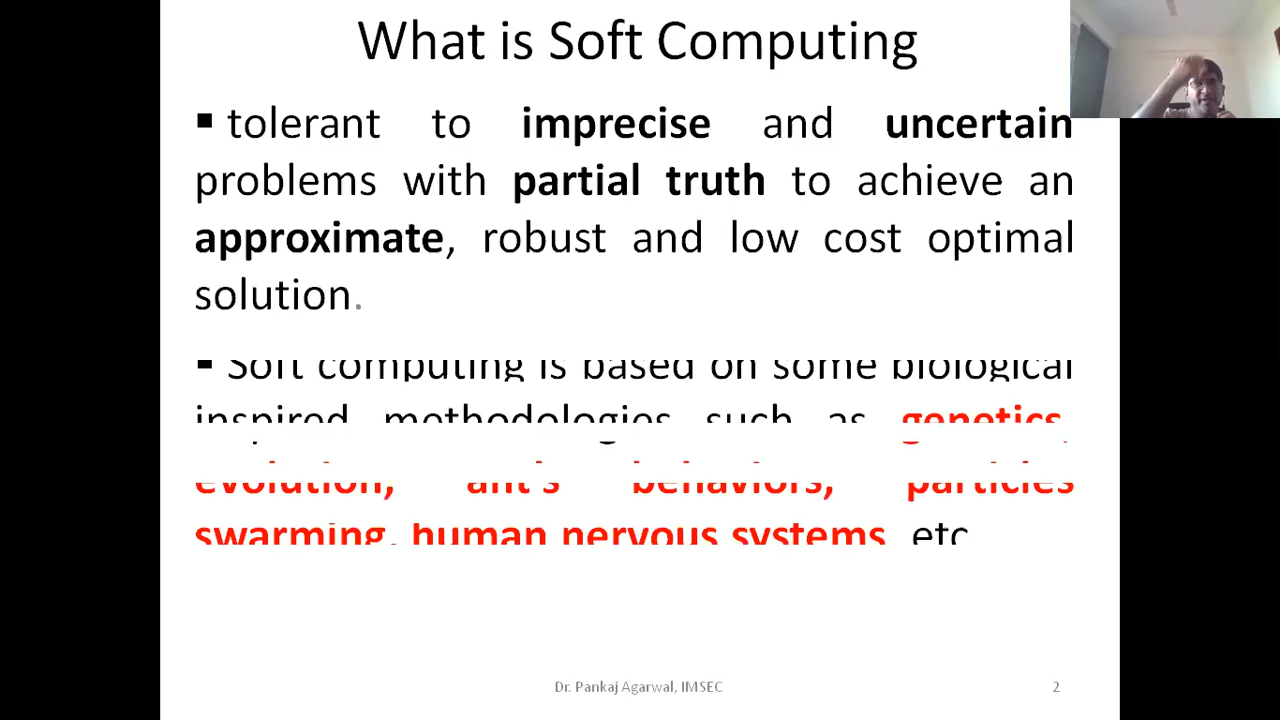 What is Soft Computing
▪ tolerant to imprecise and uncertain
problems with partial truth to achieve an
approximate, robust and low cost optimal
solution.
▪ Soft computing is based on some biological
inspired methodologies such as genetics,
evolution, ant's behaviors, particles
swarming, human nervous systems, etc
Dr. Pankaj Agarwal, IMSEC
2